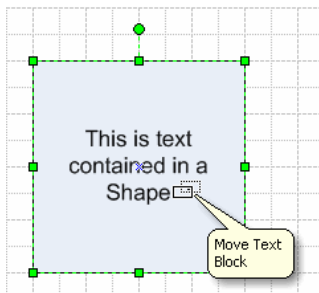 This is text
contained in a
Shape
Move Text
Block